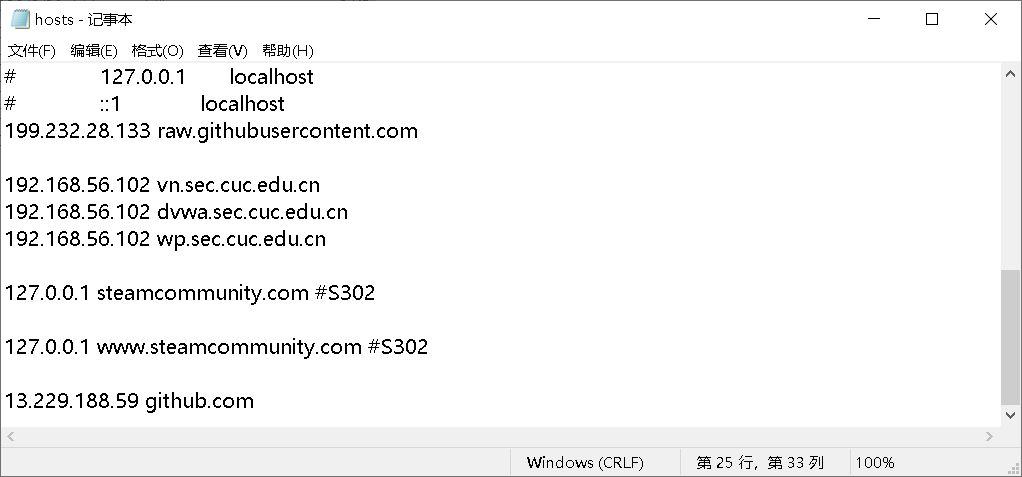 hosts - 记事本
文件(F) 编辑(E) 格式(O) 查看(V) 帮助(H)
# 127.0.0.1 localhost
# ::1 localhost
199.232.28.133 raw.githubusercontent.com
192.168.56.102 vn.sec.cuc.edu.cn
192.168.56.102 dvwa.sec.cuc.edu.cn
192.168.56.102 wp.sec.cuc.edu.cn
127.0.0.1 steamcommunity.com #S302
127.0.0.1 www.steamcommunity.com #S302
13.229.188.59 github.com
Windows (CRLF) 第 25 行，第 33 列 100%